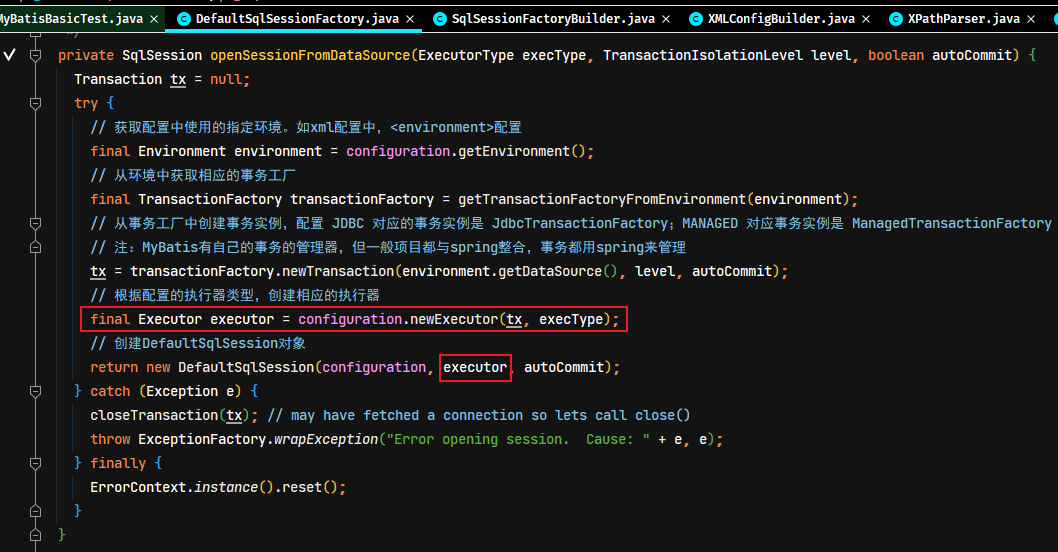 MyBatisBasicTest.java × DefaultSqlSessionFactory.java × SqlSessionFactoryBuilder.java × XMLConfigBuilder.java × XPathParser.java ×
private SqlSession openSessionFromDataSource(ExecutorType execType, TransactionIsolationLevel level, boolean autoCommit) {
Transaction tx = null;
try {
// 获取配置中使用的指定环境。如xml配置中，<environment>配置
final Environment environment = configuration.getEnvironment();
// 从环境中获取相应的事务工厂
final TransactionFactory transactionFactory = getTransactionFactoryFromEnvironment(environment);
// 从事务工厂中创建事务实例，配置 JDBC 对应的事务实例是 JdbcTransactionFactory；MANAGED 对应事务实例是 ManagedTransactionFactory
// 注：MyBatis有自己的事务的管理器，但一般项目都与spring整合，事务都用spring来管理
tx = transactionFactory.newTransaction(environment.getDataSource(), level, autoCommit);
// 根据配置的执行器类型，创建相应的执行器
final Executor executor = configuration.newExecutor(tx, execType);
// 创建DefaultSqlSession对象
return new DefaultSqlSession(configuration, executor, autoCommit);
} catch (Exception e) {
closeTransaction(tx); // may have fetched a connection so lets call close()
throw ExceptionFactory.wrapException("Error opening session.  Cause: " + e, e);
} finally {
ErrorContext.instance().reset();
}
}